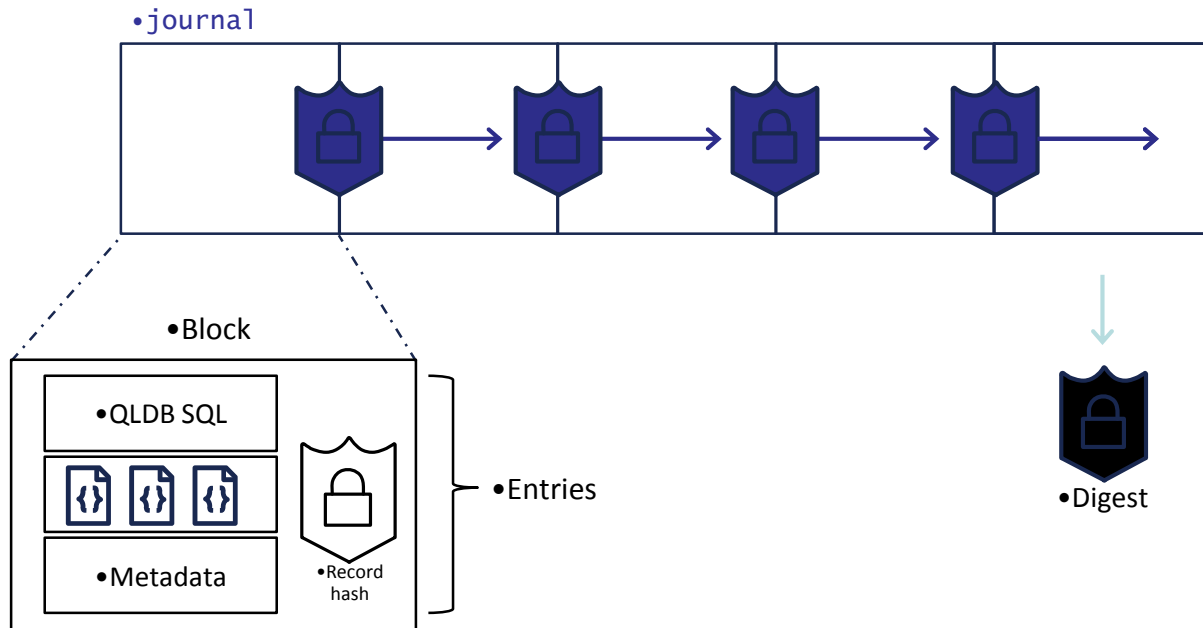 •journal
•Block
•QLDB SQL
{} {} {}
•Metadata
•Record
hash
•Entries
•Digest